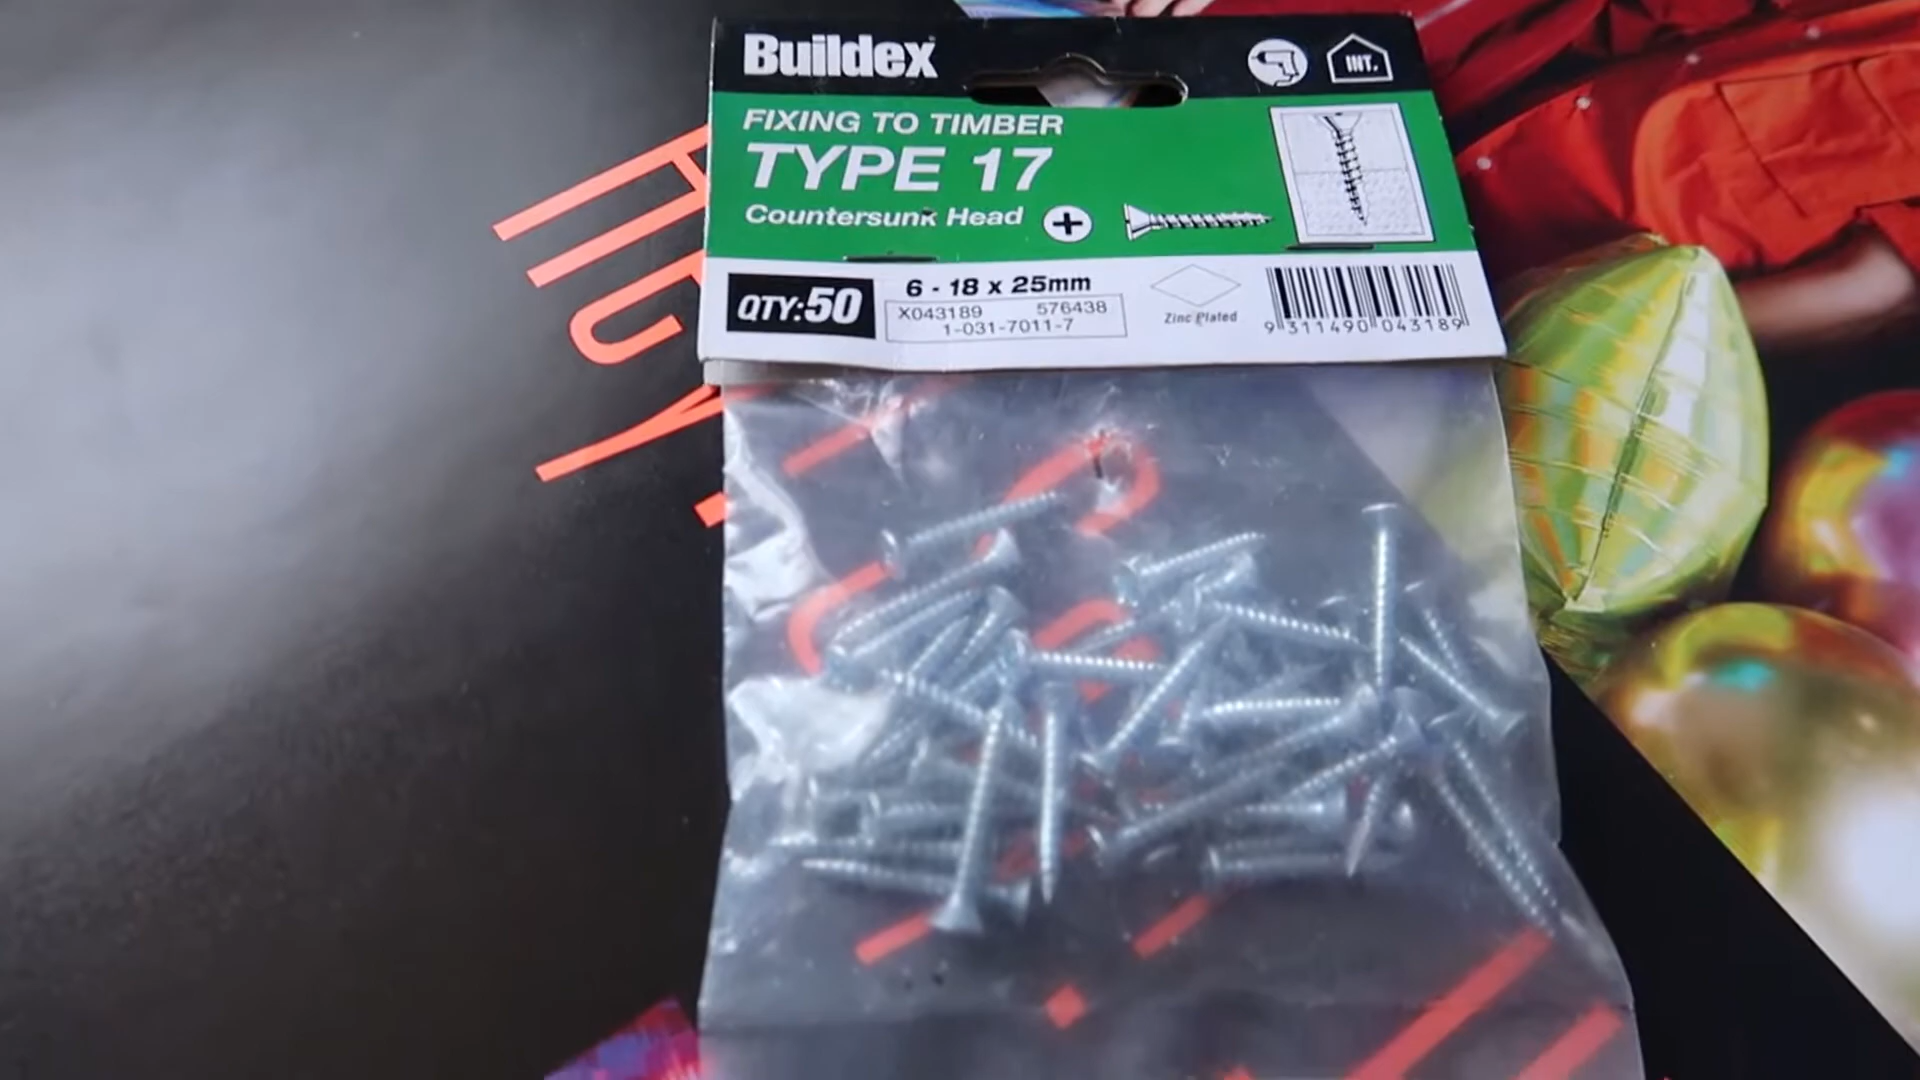 Buildex
INT.
FIXING TO TIMBER
TYPE 17
Countersunk Head
QTY:50
6 - 18 x 25mm
X043189 576438
1-031-7011-7
Zinc Plated
9 311490 043189